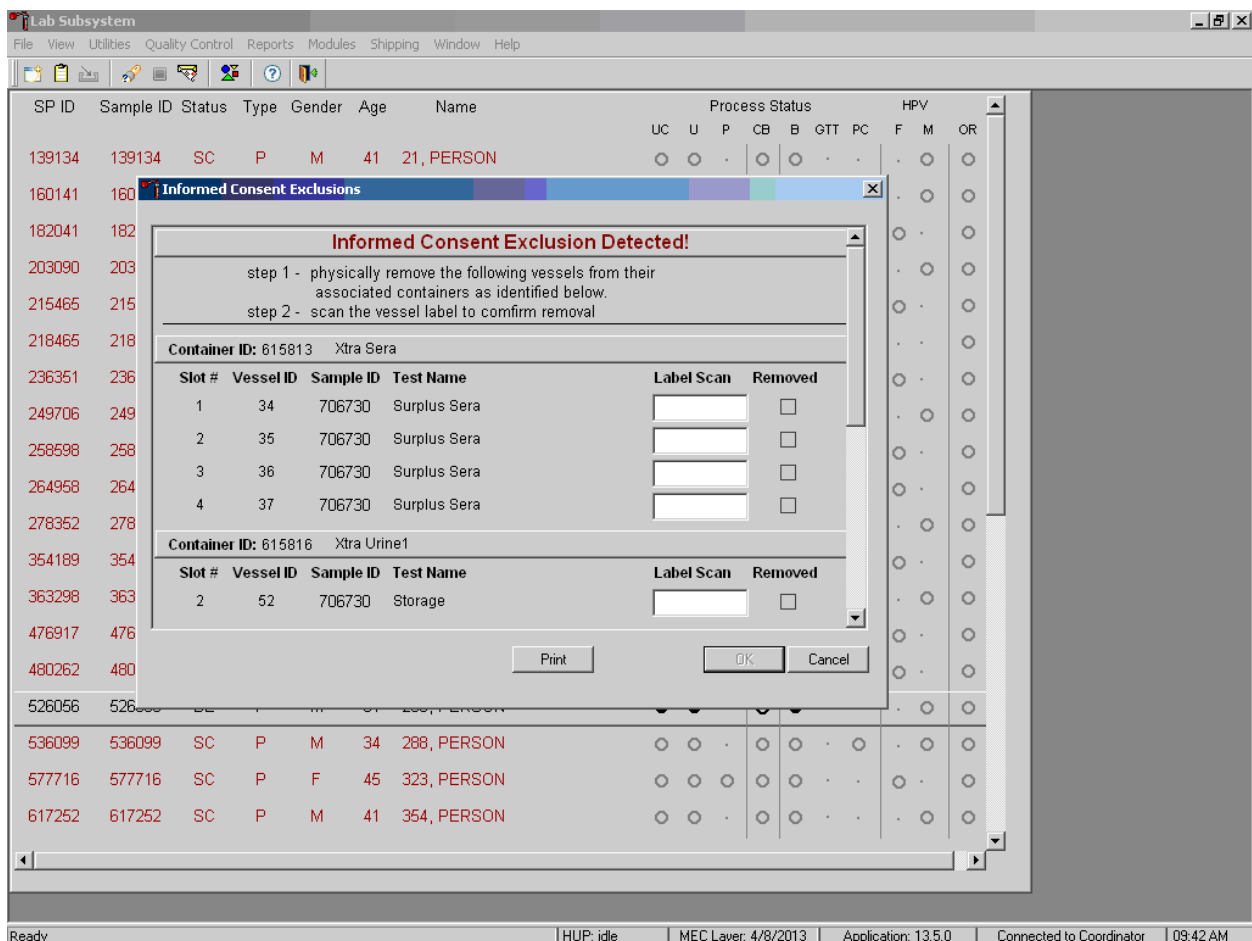 Lab Subsystem
File View Utilities Quality Control Reports Modules Shipping Window Help
SP ID Sample ID Status Type Gender Age Name Process Status HPV
UC U P CB B GTT PC F M OR
139134 139134 SC P M 41 21, PERSON
160141 160
182041 182
203090 203
215465 215
218465 218
236351 236
249706 249
258598 258
264958 264
278352 278
354189 354
363298 363
476917 476
480262 480
526056
Informed Consent Exclusions
Informed Consent Exclusion Detected!
step 1 - physically remove the following vessels from their
associated containers as identified below.
step 2 - scan the vessel label to comfirm removal
Container ID: 615813 Xtra Sera
Slot # Vessel ID Sample ID Test Name Label Scan Removed
1 34 706730 Surplus Sera
2 35 706730 Surplus Sera
3 36 706730 Surplus Sera
4 37 706730 Surplus Sera
Container ID: 615816 Xtra Urine1
Slot # Vessel ID Sample ID Test Name Label Scan Removed
2 52 706730 Storage
Print OK Cancel
536099 536099 SC P M 34 288, PERSON
577716 577716 SC P F 45 323, PERSON
617252 617252 SC P M 41 354, PERSON
Ready HUP: idle MEC Layer: 4/8/2013 Application: 13.5.0 Connected to Coordinator 09:42 AM